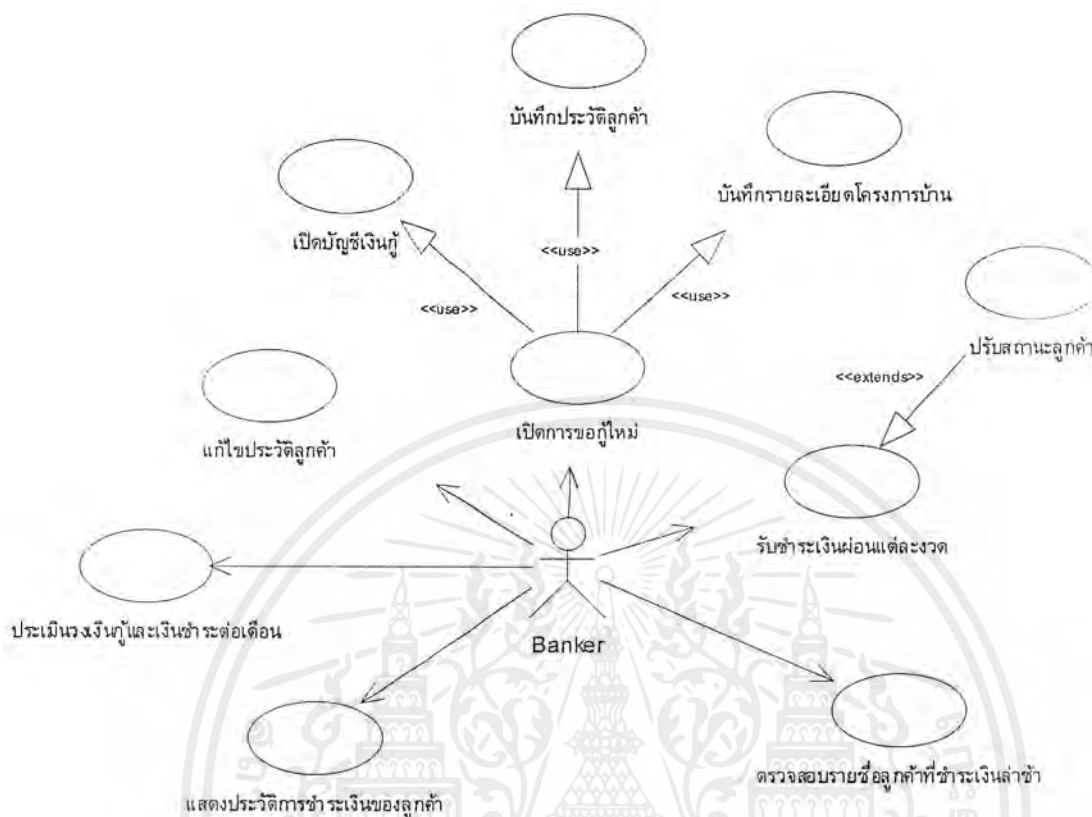 บันทึกประวัติลูกค้า
บันทึกรายละเอียดโครงการบ้าน
เปิดบัญชีเงินกู้
<<use>>
<<use>>
<<use>>
ปรับสถานะลูกค้า
<<extends>>
เปิดการขอกู้ใหม่
แก้ไขประวัติลูกค้า
รับชำระเงินผ่อนแต่ละงวด
ประเมินวงเงินกู้และเงินชำระต่อเดือน
Banker
ตรวจสอบรายชื่อลูกค้าที่ชำระเงินล่าช้า
แสดงประวัติการชำระเงินของลูกค้า